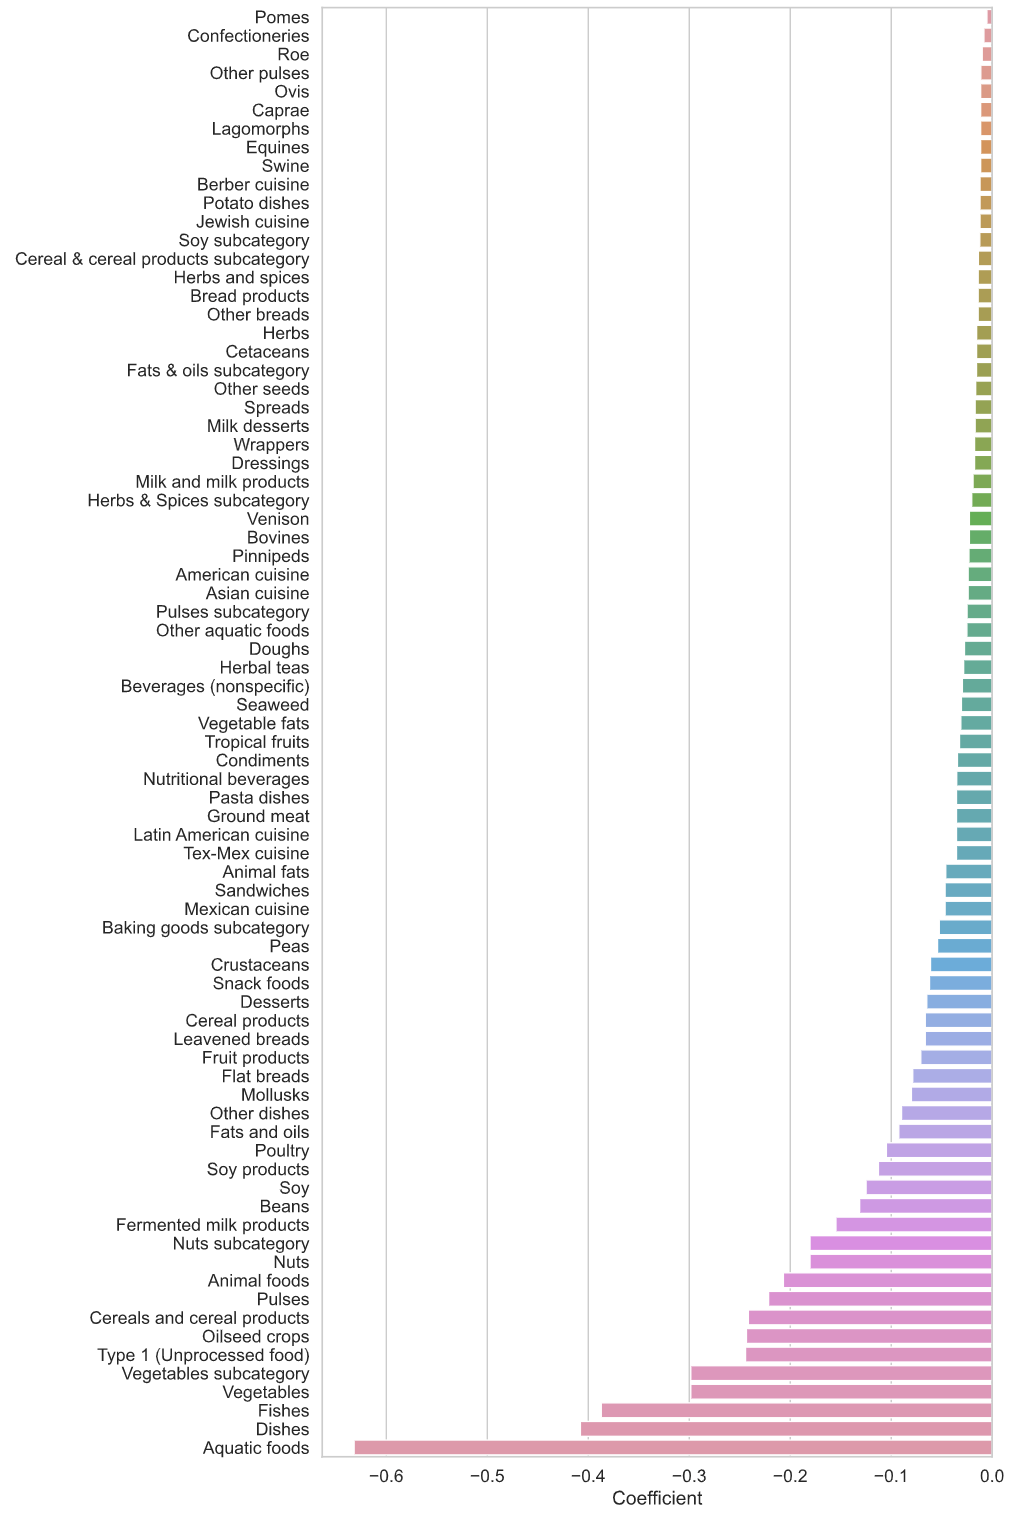 Pomes
Confectioneries
Roe
Other pulses
Ovis
Caprae
Lagomorphs
Equines
Swine
Berber cuisine
Potato dishes
Jewish cuisine
Soy subcategory
Cereal & cereal products subcategory
Herbs and spices
Bread products
Other breads
Herbs
Cetaceans
Fats & oils subcategory
Other seeds
Spreads
Milk desserts
Wrappers
Dressings
Milk and milk products
Herbs & Spices subcategory
Venison
Bovines
Pinnipeds
American cuisine
Asian cuisine
Pulses subcategory
Other aquatic foods
Doughs
Herbal teas
Beverages (nonspecific)
Seaweed
Vegetable fats
Tropical fruits
Condiments
Nutritional beverages
Pasta dishes
Ground meat
Latin American cuisine
Tex-Mex cuisine
Animal fats
Sandwiches
Mexican cuisine
Baking goods subcategory
Peas
Crustaceans
Snack foods
Desserts
Cereal products
Leavened breads
Fruit products
Flat breads
Mollusks
Other dishes
Fats and oils
Poultry
Soy products
Soy
Beans
Fermented milk products
Nuts subcategory
Nuts
Animal foods
Pulses
Cereals and cereal products
Oilseed crops
Type 1 (Unprocessed food)
Vegetables subcategory
Vegetables
Fishes
Dishes
Aquatic foods
−0.6 −0.5 −0.4 −0.3 −0.2 −0.1 0.0
Coefficient